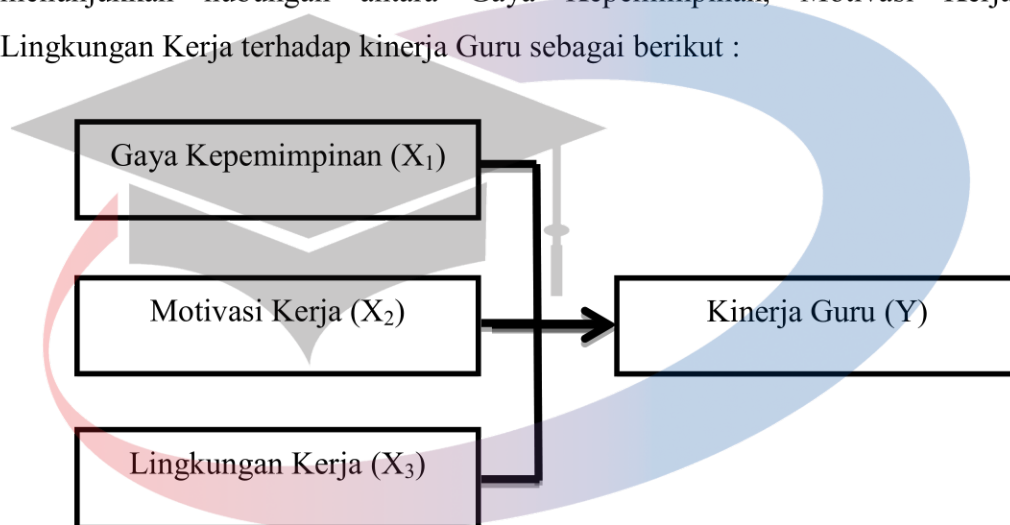 menunjukkan hubungan antara Gaya Kepemimpinan, Motivasi Kerja
Lingkungan Kerja terhadap kinerja Guru sebagai berikut :
Gaya Kepemimpinan (X₁)
Motivasi Kerja (X₂)
Kinerja Guru (Y)
Lingkungan Kerja (X₃)